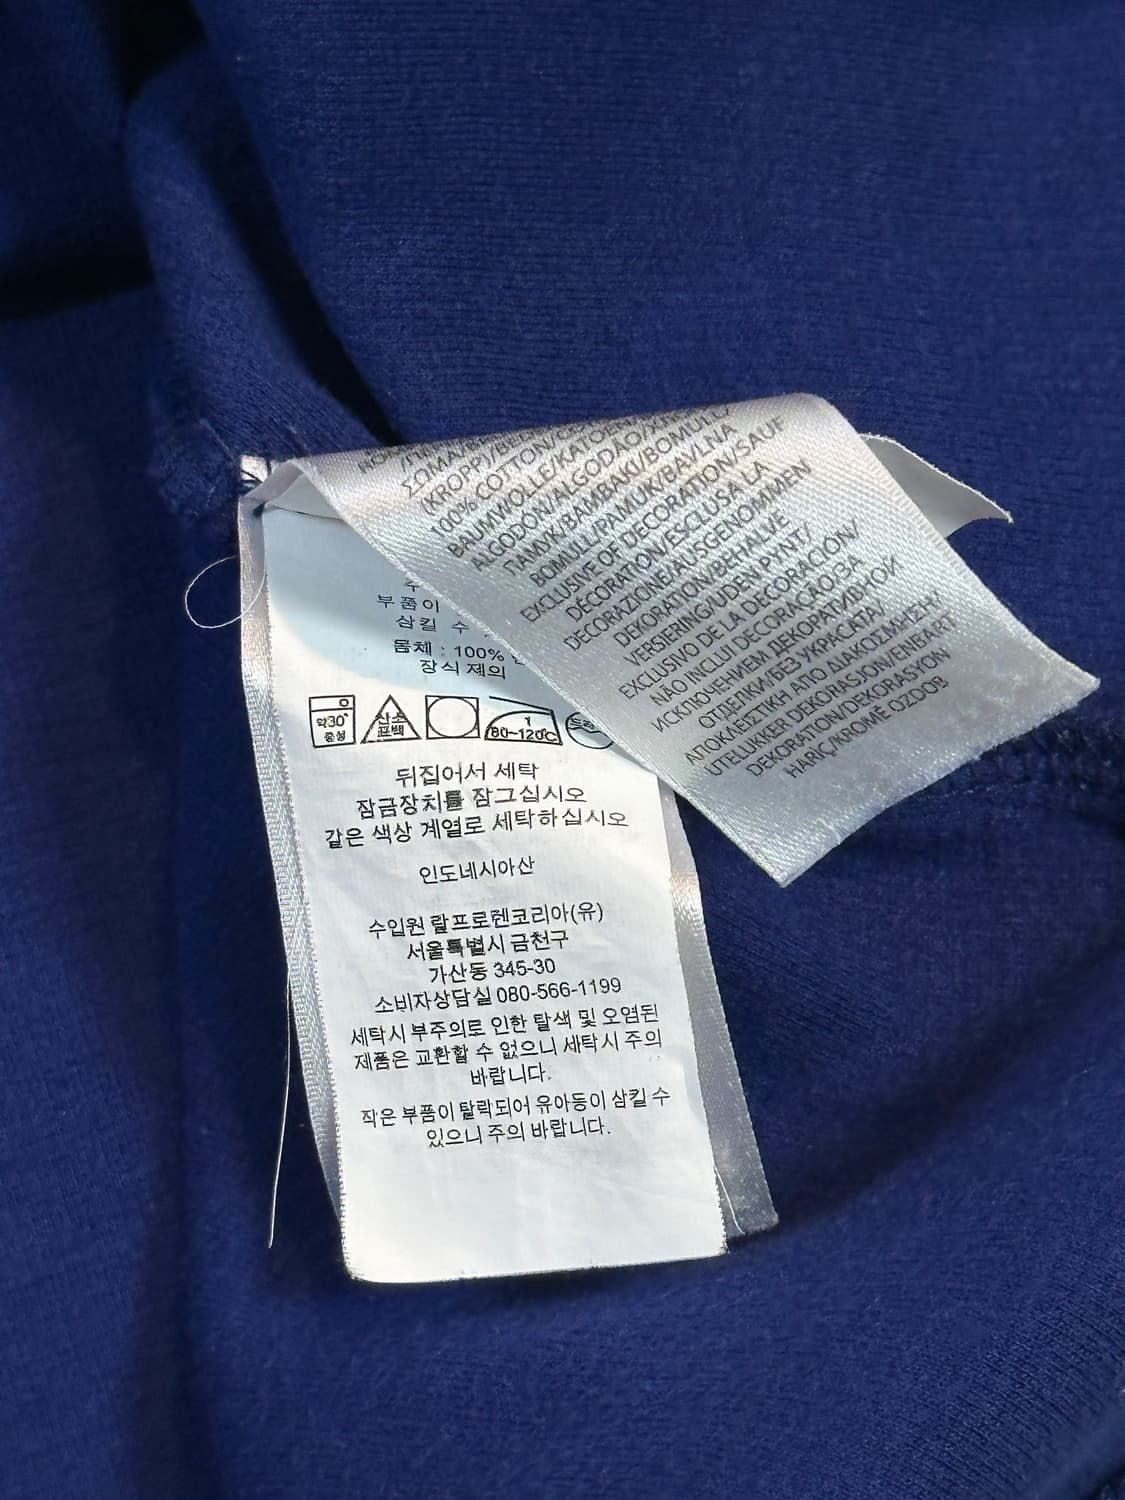 (KROPP)/BEDEN
100% COTTON/COTONE/
BAUMWOLLE/KATOEN/
ALGODÓN/ALGODÃO/ХЛОПОК/
ПАМУК/ΒΑΜΒΑΚΙ/BOMULL/
BOMULL/PAMUK/BAVLNA
EXCLUSIVE OF DECORATION/SAUF
DÉCORATION/ESCLUSA LA
DECORAZIONE/AUSGENOMMEN
DEKORATION/BEHALVE
VERSIERING/UDEN PYNT/
EXCLUSIVO DE LA DECORACIÓN/
NÃO INCLUI DECORAÇÃO/ЗА
ИСКЛЮЧЕНИЕМ ДЕКОРАТИВНОЙ
ОТДЕЛКИ/БЕЗ УКРАСАТА/
ΑΠΟΚΛΕΙΣΤΙΚΗ ΑΠΟ ΔΙΑΚΟΣΜΗΣΗ/
UTELUKKER DEKORASJON/ENBART
DEKORATION/DEKORASYON
HARİÇ/KROMĚ OZDOB
부품이
삼킬 수
몸체 : 100%
장식 제의
약30°
중성
산소
표백
80~120℃
뒤집어서 세탁
잠금장치를 잠그십시오
같은 색상 계열로 세탁하십시오
인도네시아산
수입원 랄프로렌코리아(유)
서울특별시 금천구
가산동 345-30
소비자상담실 080-566-1199
세탁시 부주의로 인한 탈색 및 오염된
제품은 교환할 수 없으니 세탁시 주의
바랍니다.
작은 부품이 탈락되어 유아등이 삼킬 수
있으니 주의 바랍니다.